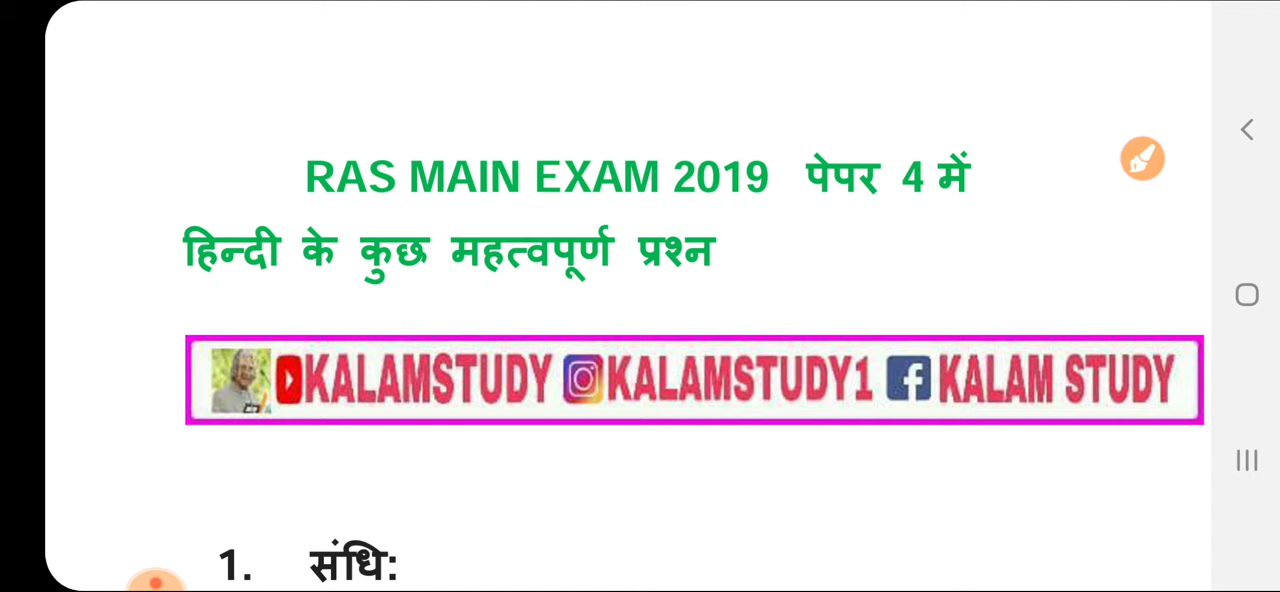 RAS MAIN EXAM 2019 पेपर 4 में
हिन्दी के कुछ महत्वपूर्ण प्रश्न
KALAMSTUDY KALAMSTUDY1 KALAM STUDY
1. संधि: